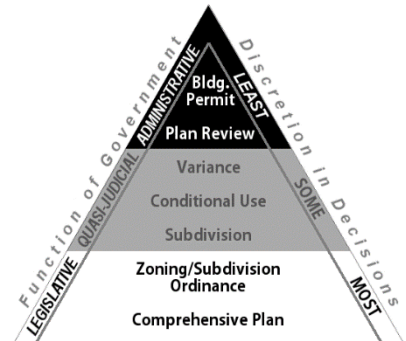 Function of Government
Discretion in Decisions
ADMINISTRATIVE
LEAST
Bldg.
Permit
Plan Review
QUASI-JUDICIAL
SOME
Variance
Conditional Use
Subdivision
LEGISLATIVE
MOST
Zoning/Subdivision
Ordinance
Comprehensive Plan